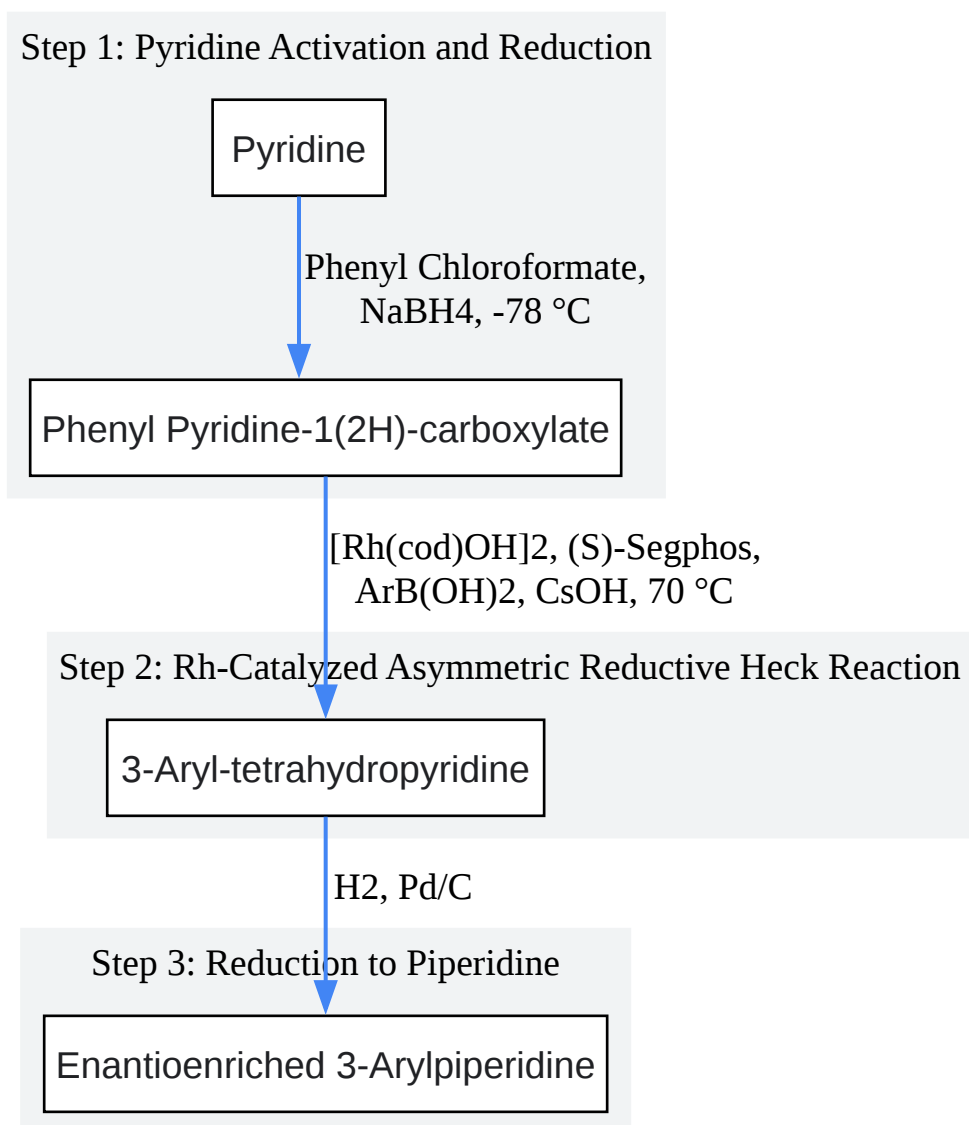 Step 1: Pyridine Activation and Reduction
Pyridine
Phenyl Chloroformate,
NaBH4, -78 °C
Phenyl Pyridine-1(2H)-carboxylate
[Rh(cod)OH]2, (S)-Segphos,
ArB(OH)2, CsOH, 70 °C
Step 2: Rh-Catalyzed Asymmetric Reductive Heck Reaction
3-Aryl-tetrahydropyridine
H2, Pd/C
Step 3: Reduction to Piperidine
Enantioenriched 3-Arylpiperidine